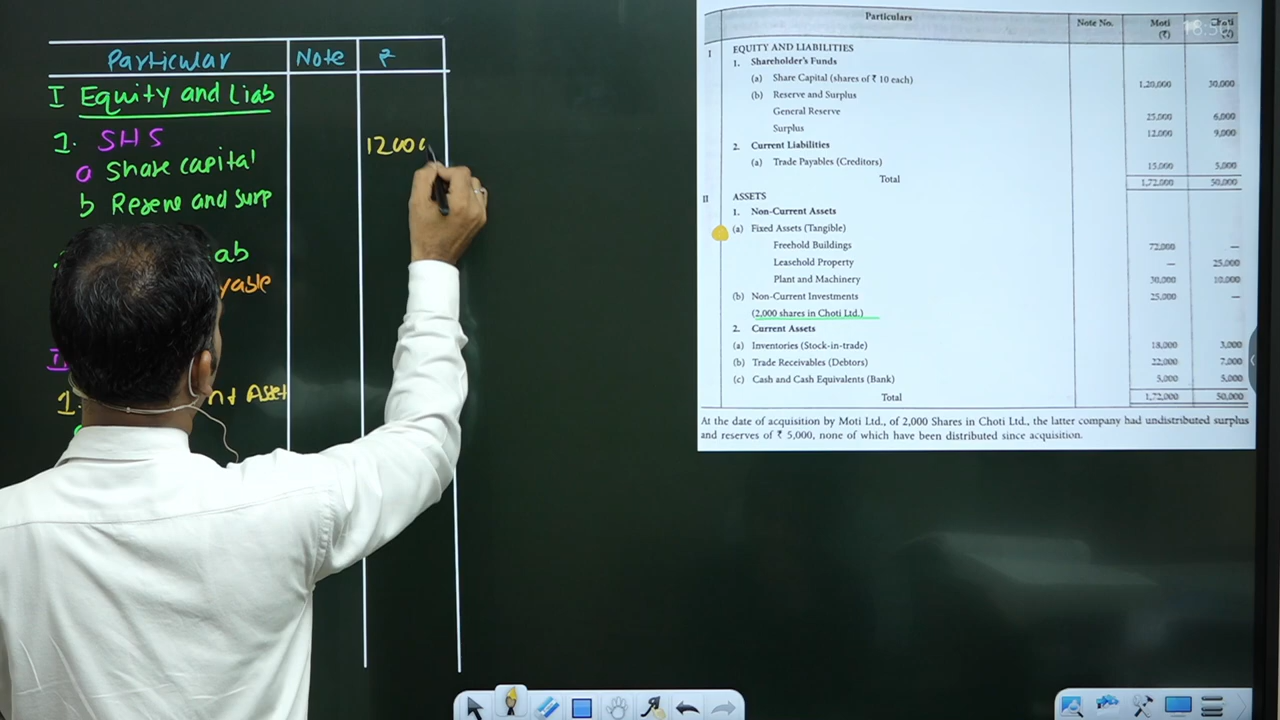 Particular Note ₹
I Equity and Liab
1. SHS
a Share capital 12000
b Reserve and Surp
ab
yable
II
1. nt Asset
Particulars Note No. Moti (₹) Choti (₹)
18:50
I EQUITY AND LIABILITIES
1. Shareholder's Funds
(a) Share Capital (shares of ₹ 10 each) 1,20,000 30,000
(b) Reserve and Surplus
General Reserve 25,000 6,000
Surplus 12,000 9,000
2. Current Liabilities
(a) Trade Payables (Creditors) 15,000 5,000
Total 1,72,000 50,000
II ASSETS
1. Non-Current Assets
(a) Fixed Assets (Tangible)
Freehold Buildings 72,000 —
Leasehold Property — 25,000
Plant and Machinery 30,000 10,000
(b) Non-Current Investments 25,000 —
(2,000 shares in Choti Ltd.)
2. Current Assets
(a) Inventories (Stock-in-trade) 18,000 3,000
(b) Trade Receivables (Debtors) 22,000 7,000
(c) Cash and Cash Equivalents (Bank) 5,000 5,000
Total 1,72,000 50,000
At the date of acquisition by Moti Ltd., of 2,000 Shares in Choti Ltd., the latter company had undistributed surplus
and reserves of ₹ 5,000, none of which have been distributed since acquisition.